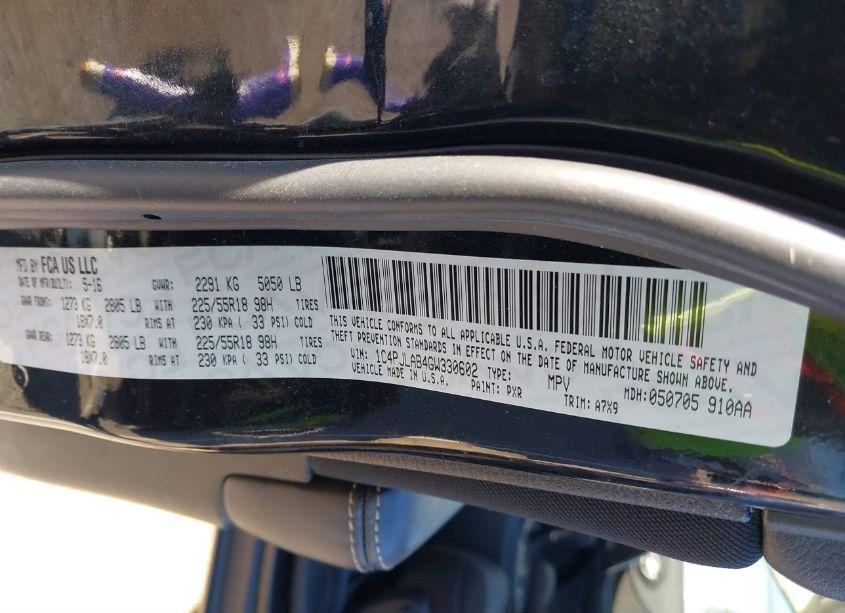 MFD BY FCA US LLC
DATE OF MFR/BUILT: 5-16 GVWR: 2291 KG 5050 LB
GAWR FRONT: 1273 KG 2805 LB WITH 225/55R18 98H TIRES
18X7.0 RIMS AT 230 KPA ( 33 PSI) COLD
GAWR REAR: 1273 KG 2805 LB WITH 225/55R18 98H TIRES
18X7.0 RIMS AT 230 KPA ( 33 PSI) COLD
THIS VEHICLE CONFORMS TO ALL APPLICABLE U.S.A. FEDERAL MOTOR VEHICLE SAFETY AND
THEFT PREVENTION STANDARDS IN EFFECT ON THE DATE OF MANUFACTURE SHOWN ABOVE.
VIN: 1C4PJLAB4GW330602 TYPE: MPV MDH: 050705 910AA
VEHICLE MADE IN U.S.A. PAINT: PXR TRIM: A7X9